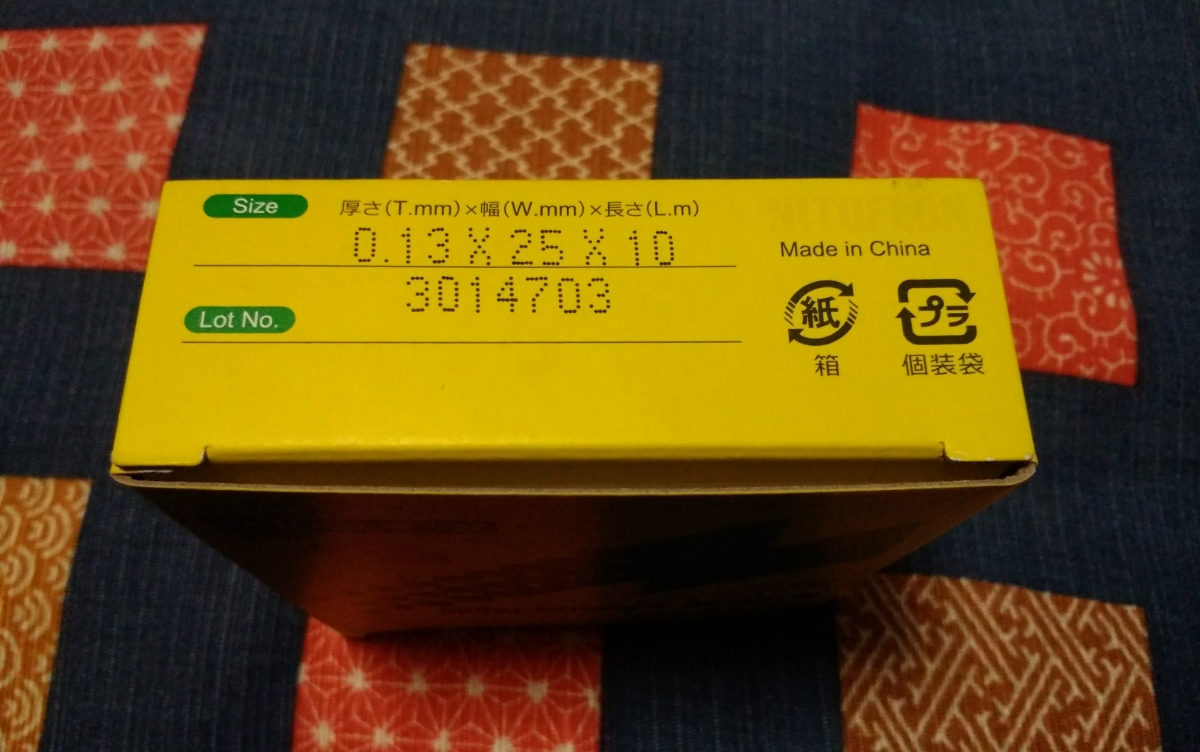 Size 厚さ(T.mm)×幅(W.mm)×長さ(L.m)
0.13 X 25 X 10
Lot No. 3014703
Made in China
紙 プラ
箱 個装袋